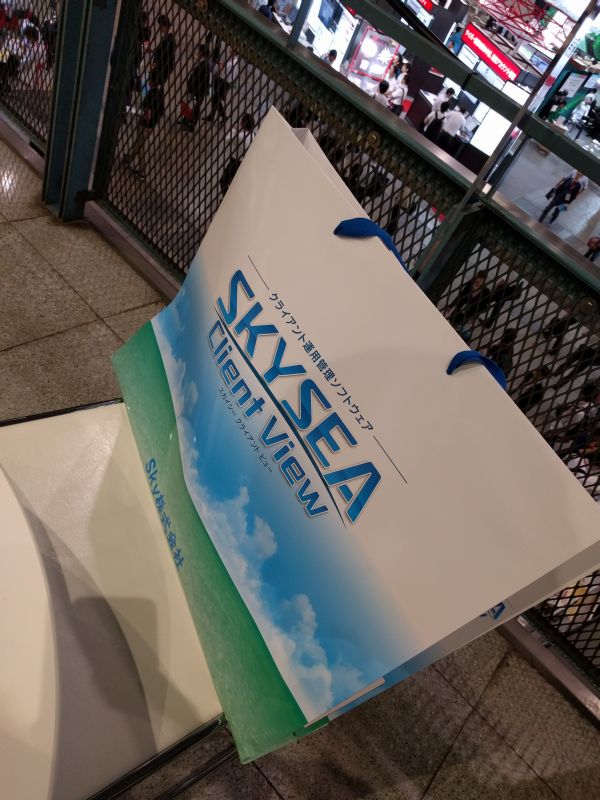 クライアント運用管理ソフトウェア
SKYSEA
Client View
スカイシー クライアント ビュー
Sky株式会社